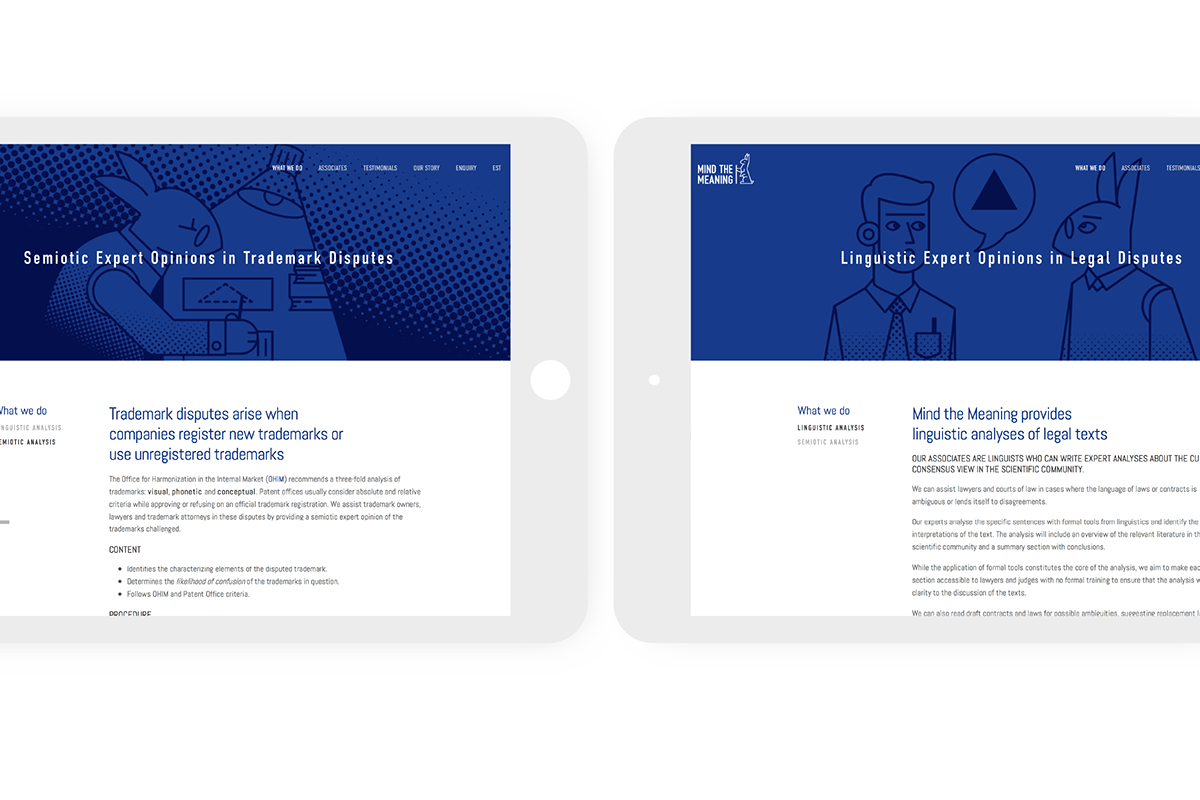 WHAT WE DO ASSOCIATES TESTIMONIALS OUR STORY ENQUIRY EST
Semiotic Expert Opinions in Trademark Disputes
What we do
LINGUISTIC ANALYSIS
SEMIOTIC ANALYSIS
Trademark disputes arise when
companies register new trademarks or
use unregistered trademarks
The Office for Harmonization in the Internal Market (OHIM) recommends a three-fold analysis of
trademarks: visual, phonetic and conceptual. Patent offices usually consider absolute and relative
criteria while approving or refusing on an official trademark registration. We assist trademark owners,
lawyers and trademark attorneys in these disputes by providing a semiotic expert opinion of the
trademarks challenged.
CONTENT
Identifies the characterizing elements of the disputed trademark.
Determines the likelihood of confusion of the trademarks in question.
Follows OHIM and Patent Office criteria.
PROCEDURE
MIND THE
MEANING
WHAT WE DO ASSOCIATES TESTIMONIALS
Linguistic Expert Opinions in Legal Disputes
What we do
LINGUISTIC ANALYSIS
SEMIOTIC ANALYSIS
Mind the Meaning provides
linguistic analyses of legal texts
OUR ASSOCIATES ARE LINGUISTS WHO CAN WRITE EXPERT ANALYSES ABOUT THE CU
CONSENSUS VIEW IN THE SCIENTIFIC COMMUNITY.
We can assist lawyers and courts of law in cases where the language of laws or contracts is
ambiguous or lends itself to disagreements.
Our experts analyse the specific sentences with formal tools from linguistics and identify the
interpretations of the text. The analysis will include an overview of the relevant literature in th
scientific community and a summary section with conclusions.
While the application of formal tools constitutes the core of the analysis, we aim to make eac
section accessible to lawyers and judges with no formal training to ensure that the analysis w
clarity to the discussion of the texts.
We can also read draft contracts and laws for possible ambiguities, suggesting replacement l